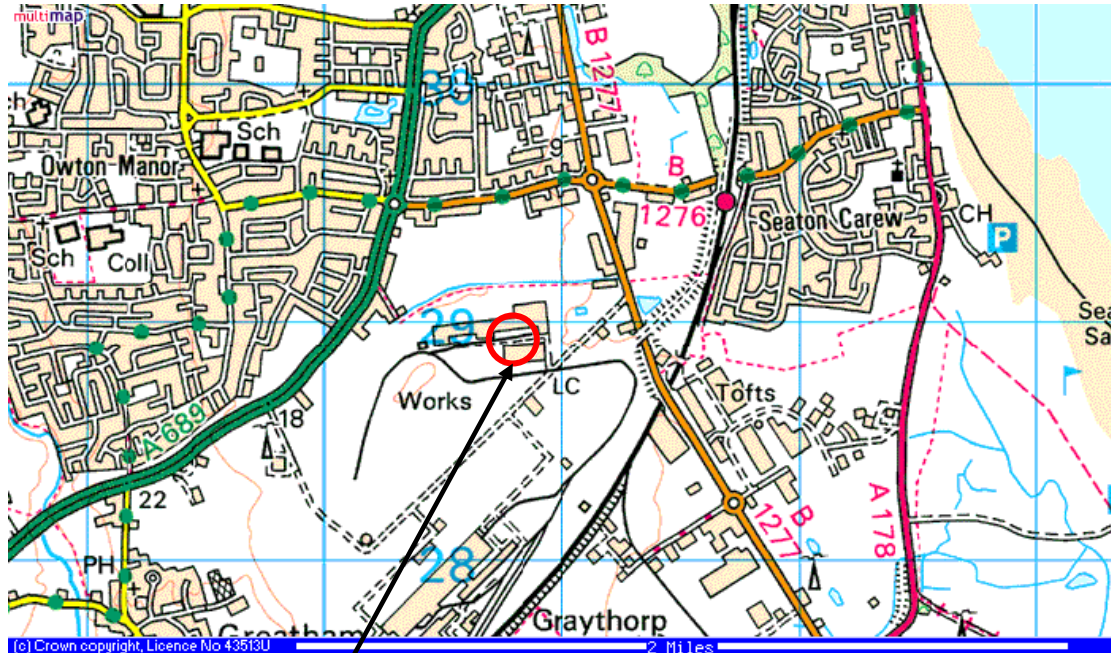 multimap
B 1277
30
Sch
9
Owton Manor
B
1276
Seaton Carew
CH
P
Sch
Coll
29
Sea
Sa
Works
LC
Tofts
18
A 689
22
A 178
B
1277
28
PH
Greatham
Graythorp
(c) Crown copyright, Licence No 43513U
2 Miles